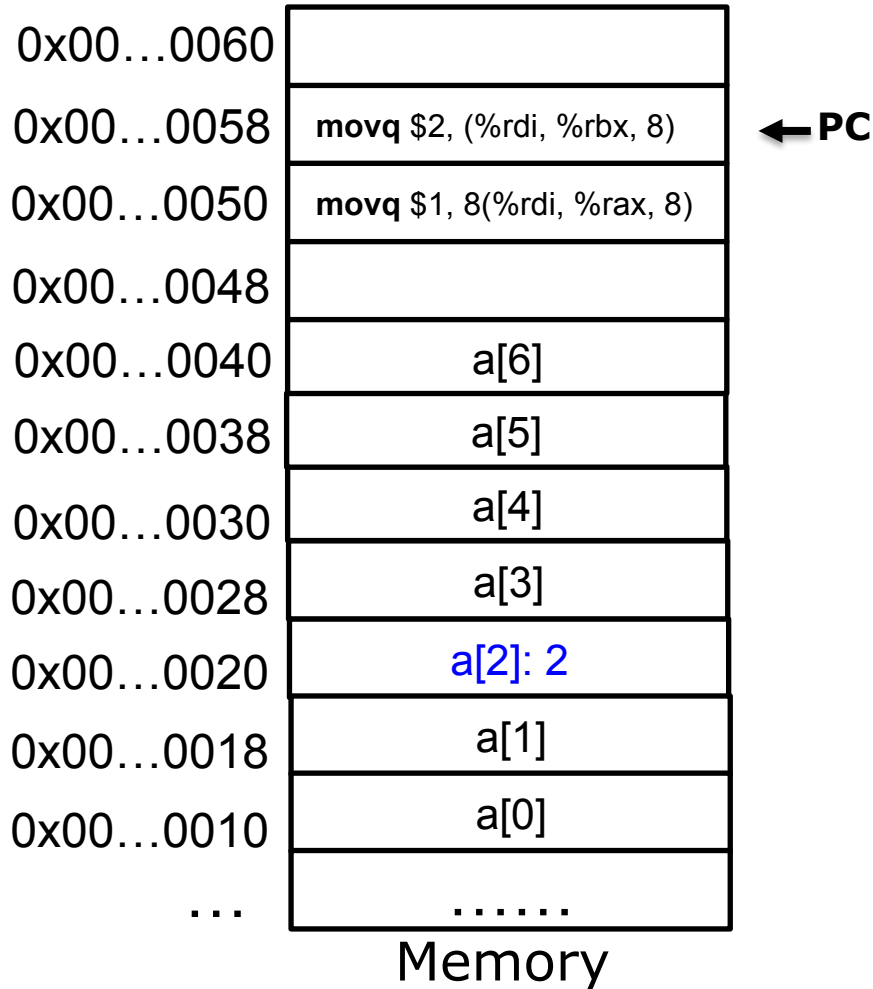 0x00…0060
0x00…0058 movq $2, (%rdi, %rbx, 8) PC
0x00…0050 movq $1, 8(%rdi, %rax, 8)
0x00…0048
0x00…0040 a[6]
0x00…0038 a[5]
0x00…0030 a[4]
0x00…0028 a[3]
0x00…0020 a[2]: 2
0x00…0018 a[1]
0x00…0010 a[0]
… ……
Memory